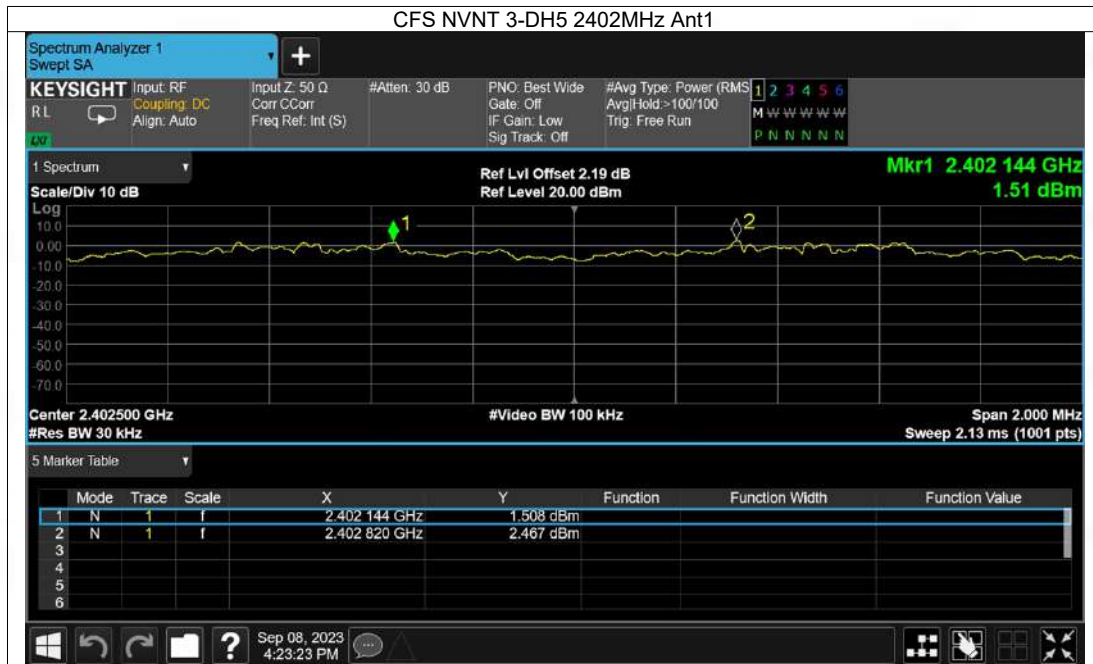 CFS NVNT 3-DH5 2402MHz Ant1
Spectrum Analyzer 1
Swept SA
+
KEYSIGHT Input: RF Input Z: 50 Ω #Atten: 30 dB PNO: Best Wide #Avg Type: Power (RMS 1 2 3 4 5 6
RL Coupling: DC Corr CCorr Gate: Off Avg|Hold:>100/100 M W W W W W
Align: Auto Freq Ref: Int (S) IF Gain: Low Trig: Free Run
LXI Sig Track: Off P N N N N N
1 Spectrum Ref Lvl Offset 2.19 dB Mkr1 2.402 144 GHz
Scale/Div 10 dB Ref Level 20.00 dBm 1.51 dBm
Log
1 2
10.0
0.00
-10.0
-20.0
-30.0
-40.0
-50.0
-60.0
-70.0
Center 2.402500 GHz #Video BW 100 kHz Span 2.000 MHz
#Res BW 30 kHz Sweep 2.13 ms (1001 pts)
5 Marker Table
Mode Trace Scale X Y Function Function Width Function Value
1 N 1 f 2.402 144 GHz 1.508 dBm
2 N 1 f 2.402 820 GHz 2.467 dBm
3
4
5
6
? Sep 08, 2023
4:23:23 PM